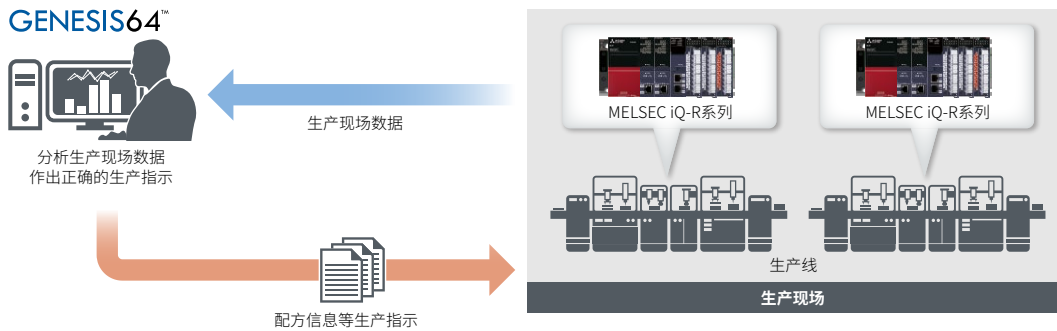 GENESIS64™
分析生产现场数据
作出正确的生产指示
生产现场数据
配方信息等生产指示
MELSEC iQ-R系列
MELSEC iQ-R系列
生产线
生产现场